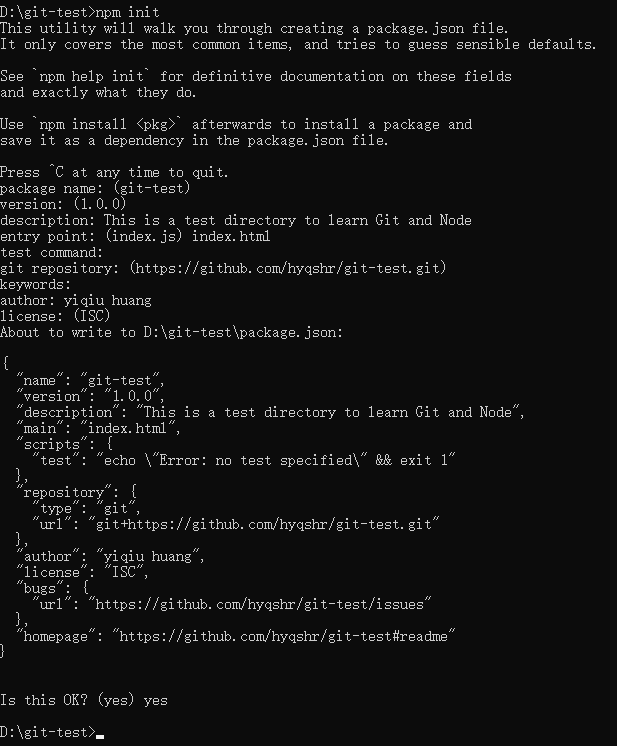 D:\git-test>npm init
This utility will walk you through creating a package.json file.
It only covers the most common items, and tries to guess sensible defaults.
See `npm help init` for definitive documentation on these fields
and exactly what they do.
Use `npm install <pkg>` afterwards to install a package and
save it as a dependency in the package.json file.
Press ^C at any time to quit.
package name: (git-test)
version: (1.0.0)
description: This is a test directory to learn Git and Node
entry point: (index.js) index.html
test command:
git repository: (https://github.com/hyqshr/git-test.git)
keywords:
author: yiqiu huang
license: (ISC)
About to write to D:\git-test\package.json:
{
  "name": "git-test",
  "version": "1.0.0",
  "description": "This is a test directory to learn Git and Node",
  "main": "index.html",
  "scripts": {
    "test": "echo \"Error: no test specified\" && exit 1"
  },
  "repository": {
    "type": "git",
    "url": "git+https://github.com/hyqshr/git-test.git"
  },
  "author": "yiqiu huang",
  "license": "ISC",
  "bugs": {
    "url": "https://github.com/hyqshr/git-test/issues"
  },
  "homepage": "https://github.com/hyqshr/git-test#readme"
}
Is this OK? (yes) yes
D:\git-test>